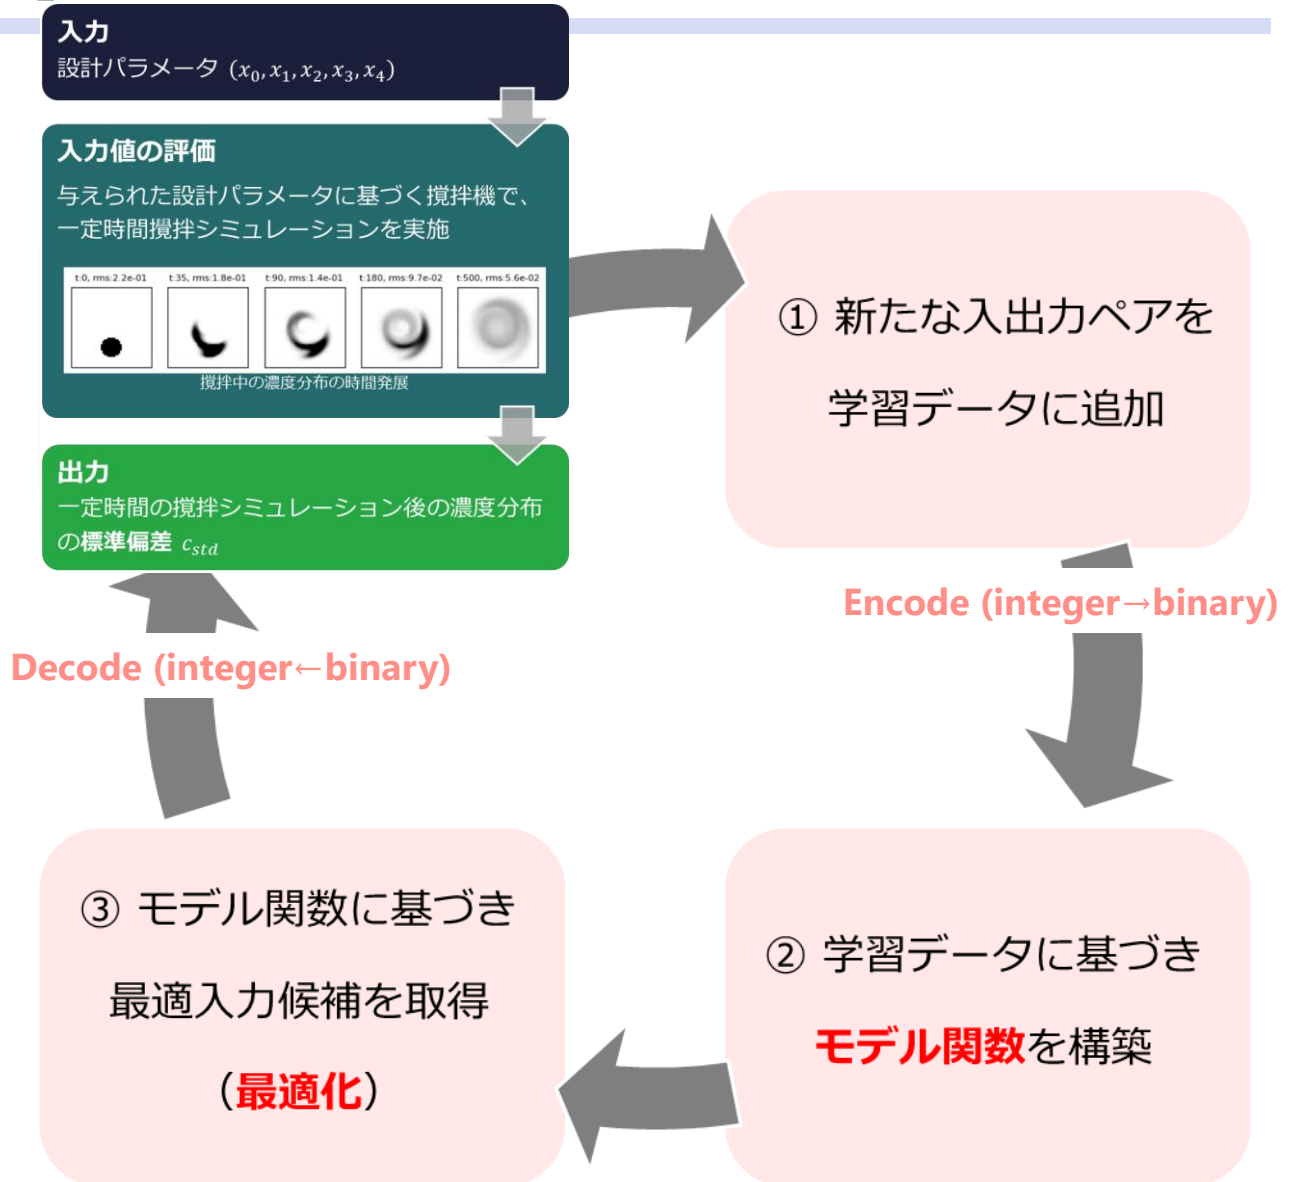 入力
設計パラメータ (x₀, x₁, x₂, x₃, x₄)
入力値の評価
与えられた設計パラメータに基づく撹拌機で、
一定時間攪拌シミュレーションを実施
t:0, rms:2.2e-01 t:35, rms:1.8e-01 t:90, rms:1.4e-01 t:180, rms:9.7e-02 t:500, rms:5.6e-02
撹拌中の濃度分布の時間発展
出力
一定時間の撹拌シミュレーション後の濃度分布
の標準偏差 c_std
① 新たな入出力ペアを
学習データに追加
Encode (integer→binary)
Decode (integer←binary)
② 学習データに基づき
モデル関数を構築
③ モデル関数に基づき
最適入力候補を取得
（最適化）